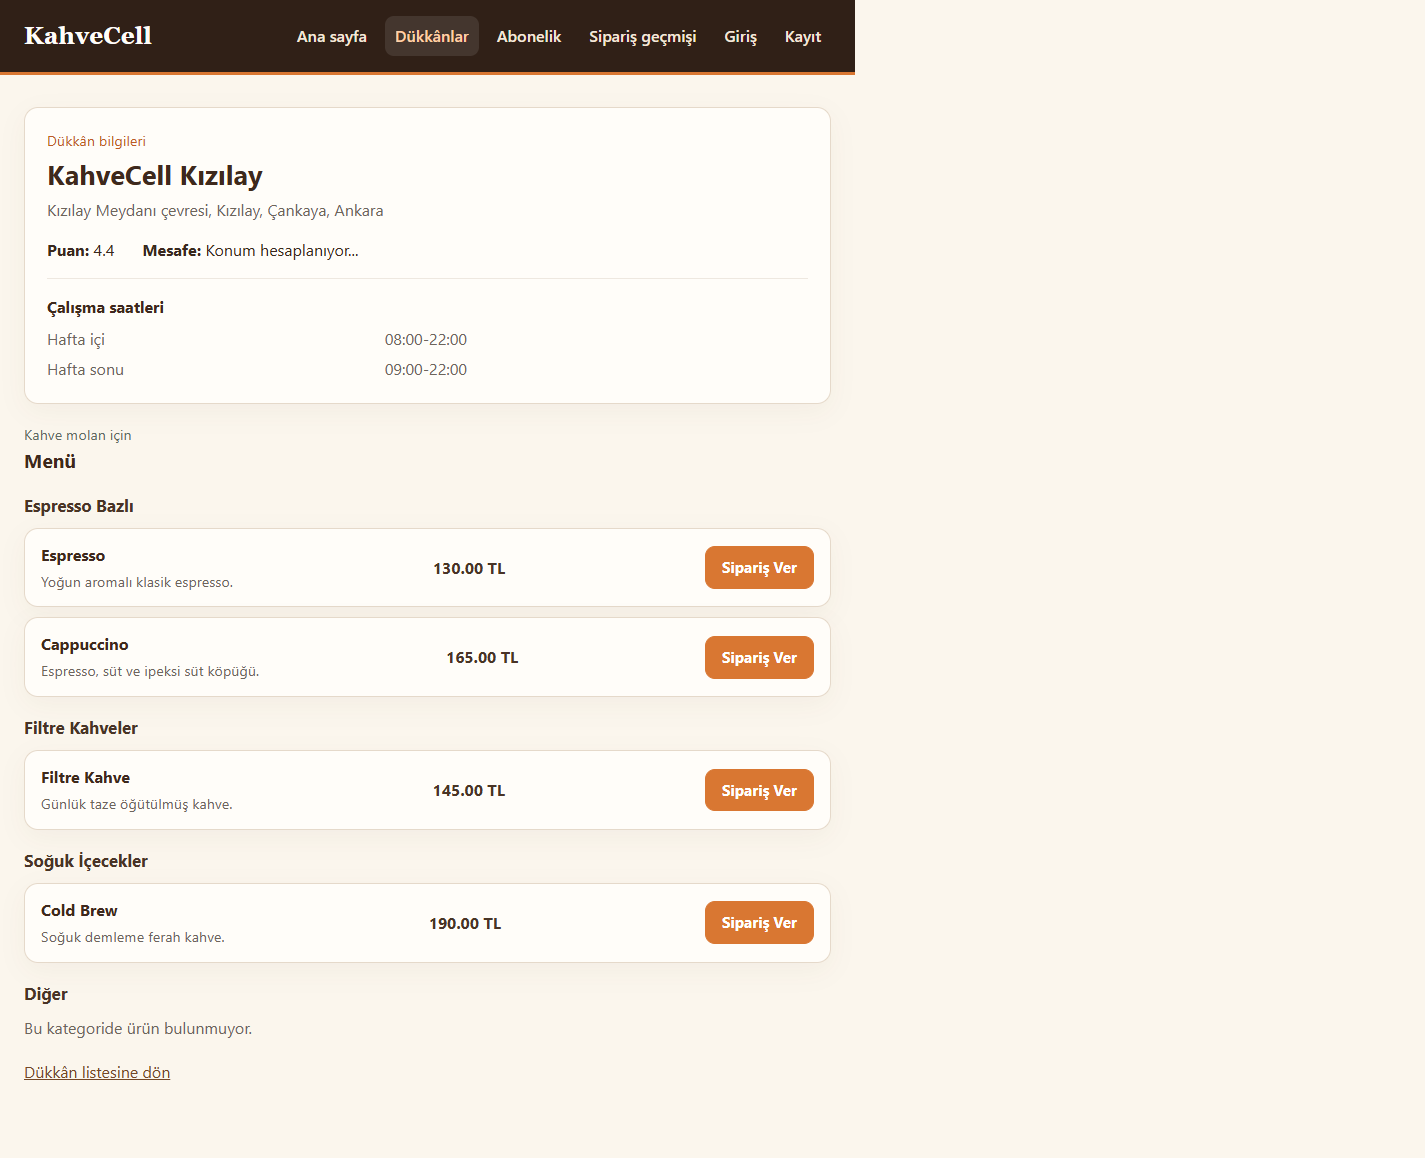 KahveCell
Ana sayfa Dükkânlar Abonelik Sipariş geçmişi Giriş Kayıt
Dükkân bilgileri
KahveCell Kızılay
Kızılay Meydanı çevresi, Kızılay, Çankaya, Ankara
Puan: 4.4 Mesafe: Konum hesaplanıyor...
Çalışma saatleri
Hafta içi 08:00-22:00
Hafta sonu 09:00-22:00
Kahve molan için
Menü
Espresso Bazlı
Espresso
Yoğun aromalı klasik espresso.
130.00 TL
Sipariş Ver
Cappuccino
Espresso, süt ve ipeksi süt köpüğü.
165.00 TL
Sipariş Ver
Filtre Kahveler
Filtre Kahve
Günlük taze öğütülmüş kahve.
145.00 TL
Sipariş Ver
Soğuk İçecekler
Cold Brew
Soğuk demleme ferah kahve.
190.00 TL
Sipariş Ver
Diğer
Bu kategoride ürün bulunmuyor.
Dükkân listesine dön